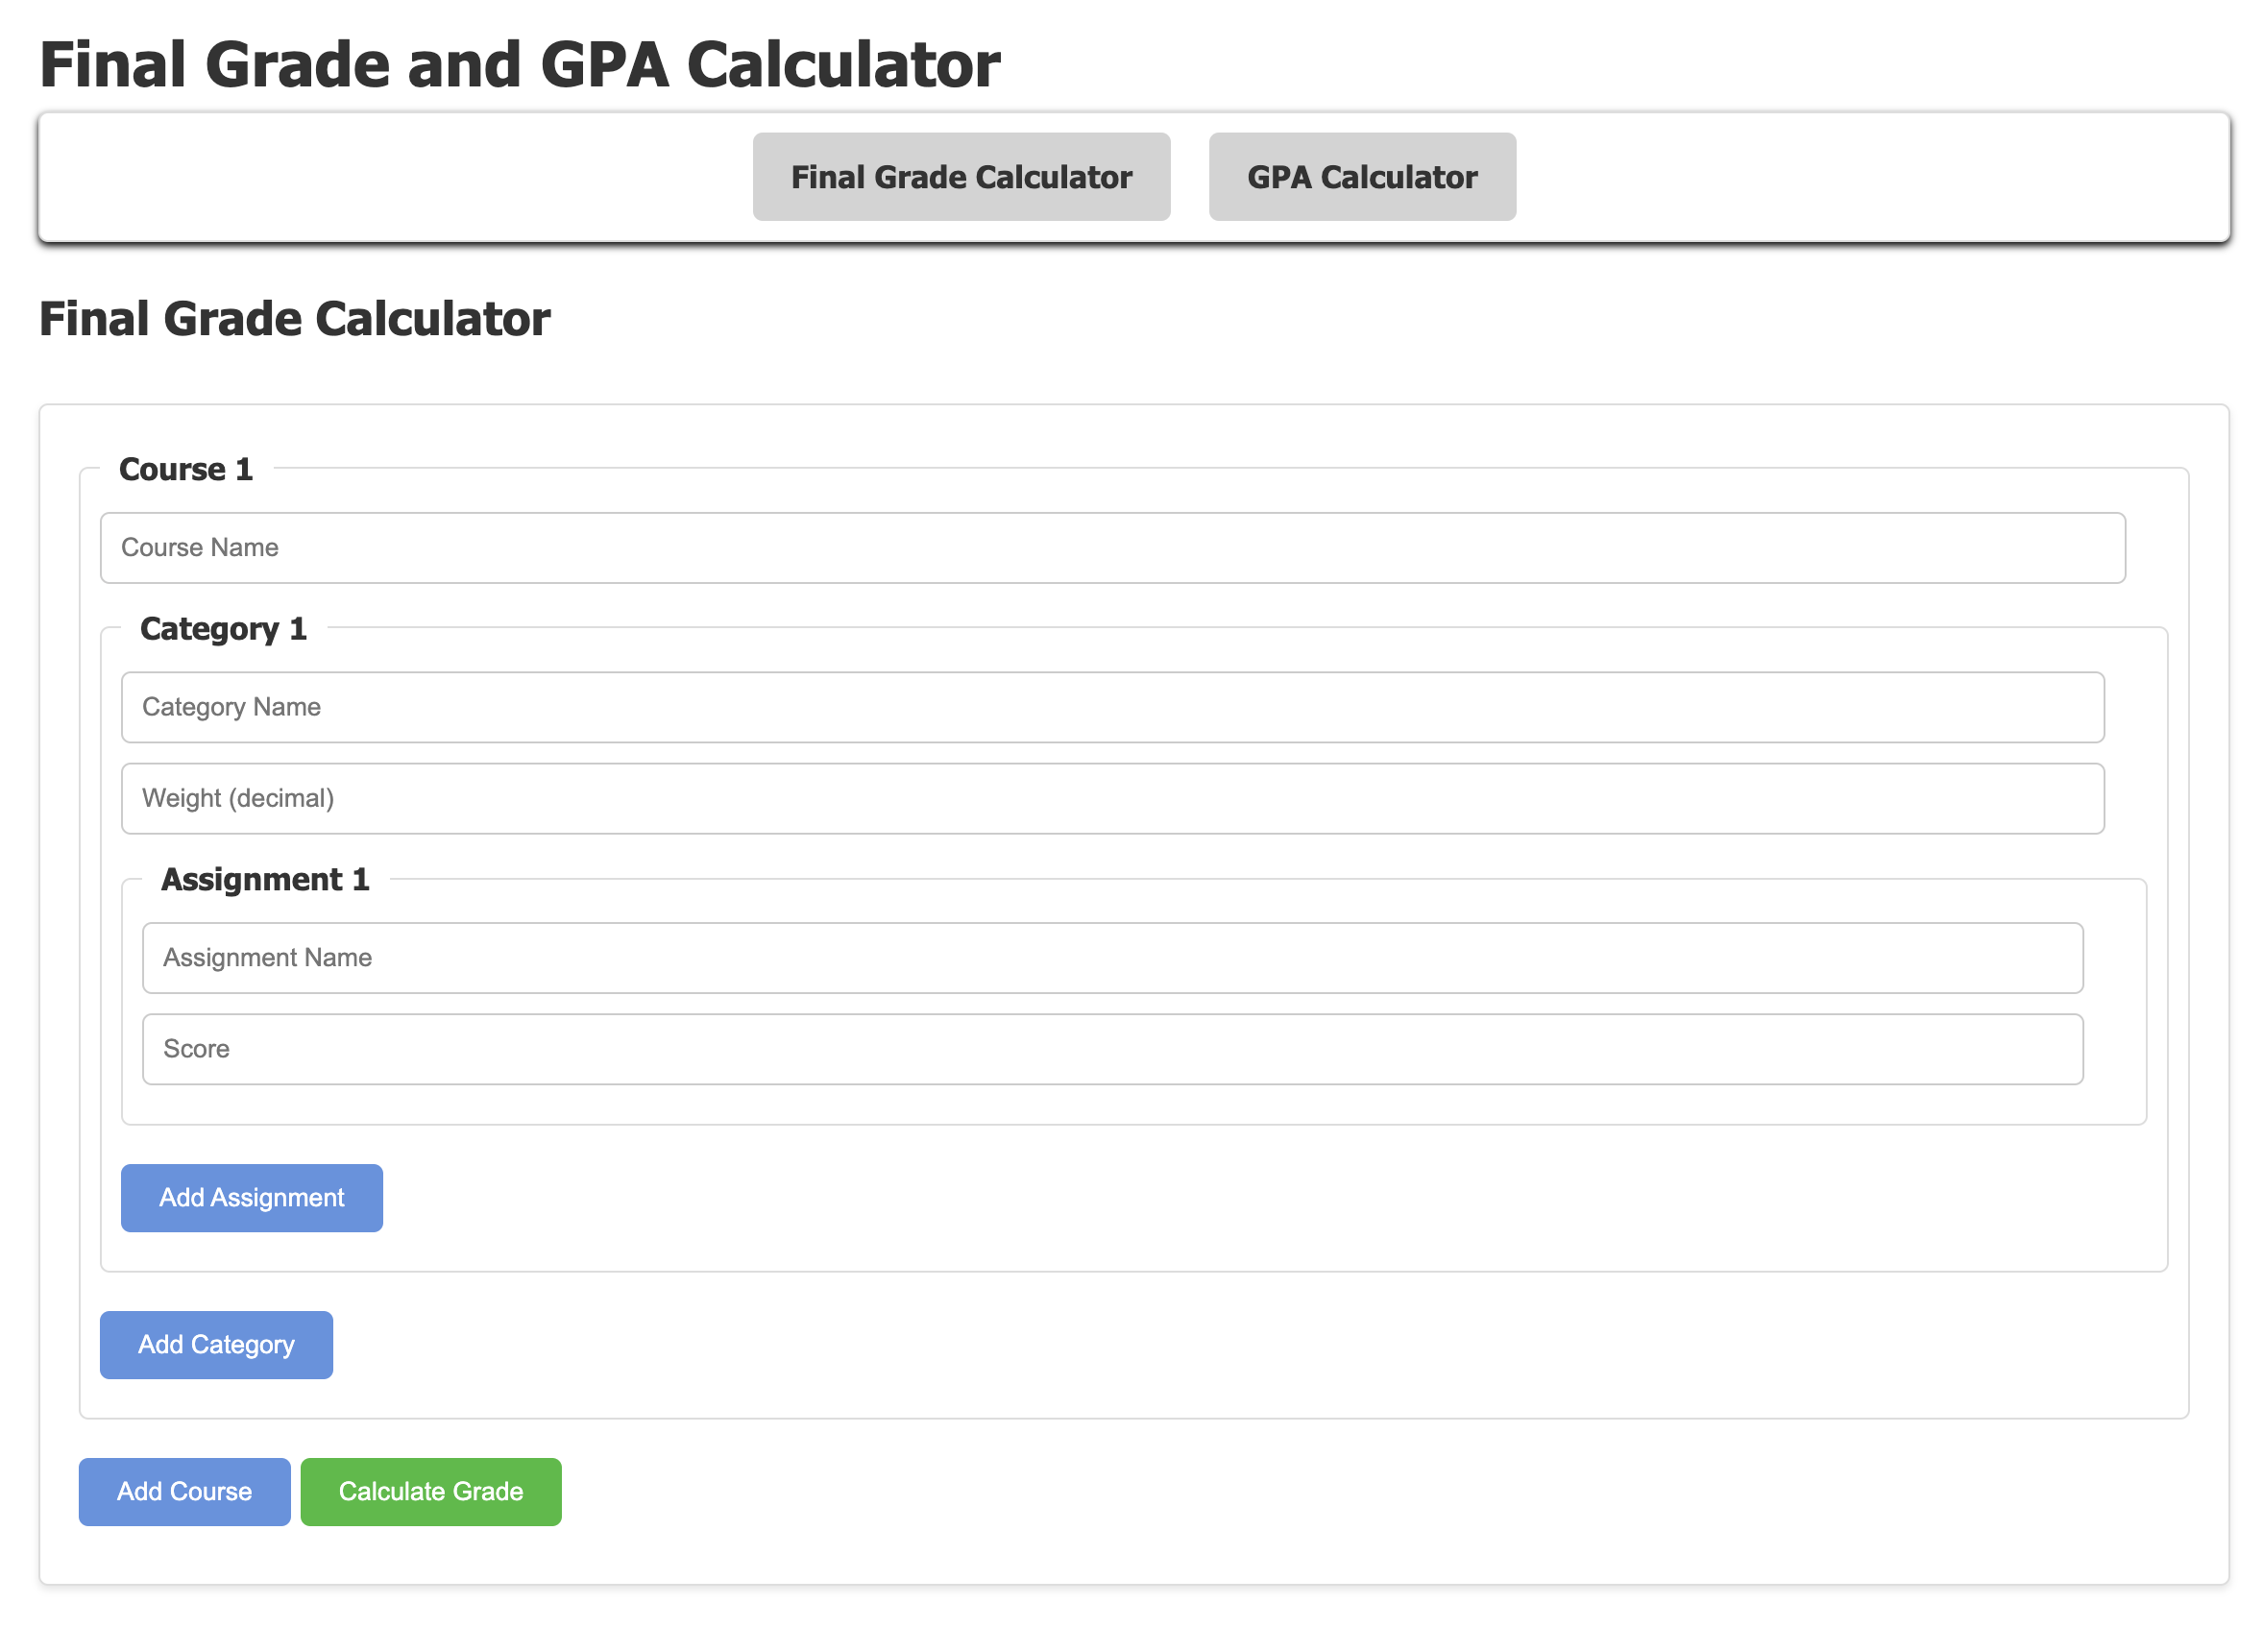 Final Grade and GPA Calculator
Final Grade Calculator GPA Calculator
Final Grade Calculator
Course 1
Course Name
Category 1
Category Name
Weight (decimal)
Assignment 1
Assignment Name
Score
Add Assignment
Add Category
Add Course Calculate Grade